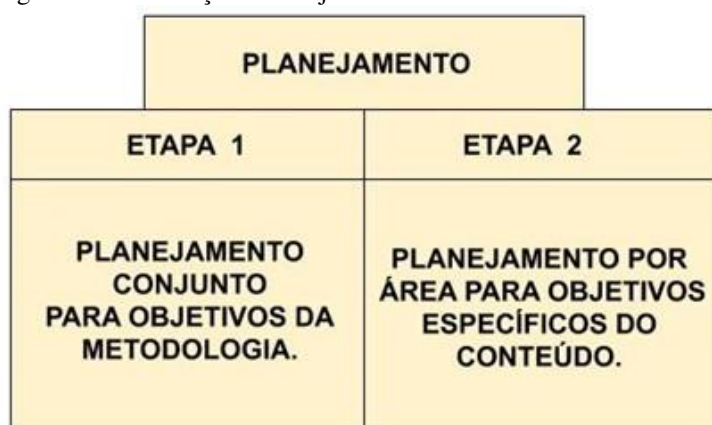 PLANEJAMENTO
ETAPA 1
ETAPA 2
PLANEJAMENTO
CONJUNTO
PARA OBJETIVOS DA
METODOLOGIA.
PLANEJAMENTO POR
ÁREA PARA OBJETIVOS
ESPECÍFICOS DO
CONTEÚDO.